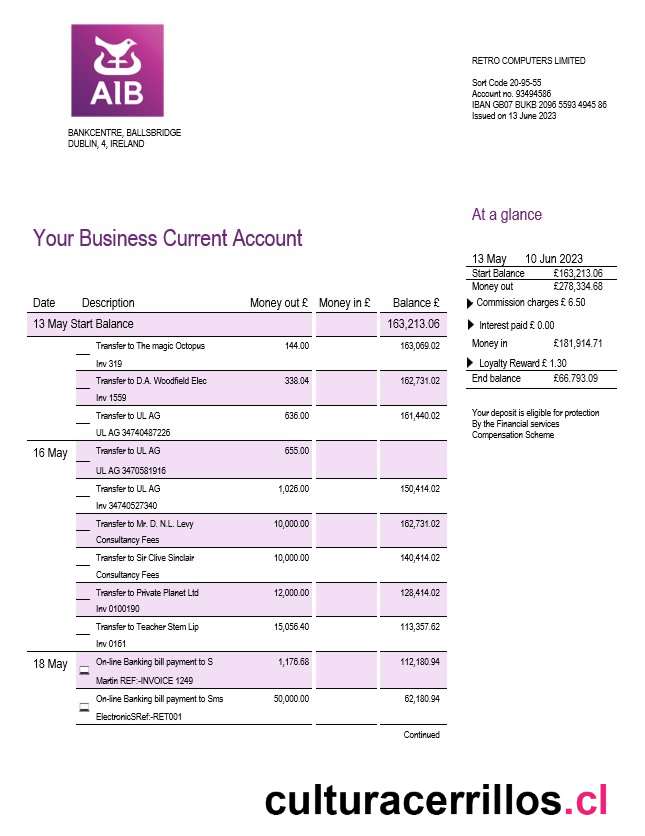 AIB
BANKCENTRE, BALLSBRIDGE
DUBLIN, 4, IRELAND
RETRO COMPUTERS LIMITED
Sort Code 20-95-55
Account no. 93494586
IBAN GB07 BUKB 2096 5593 4945 86
Issued on 13 June 2023
At a glance
13 May 10 Jun 2023
Start Balance £163,213.06
Money out £278,334.68
Commission charges £ 6.50
Interest paid £ 0.00
Money in £181,914.71
Loyalty Reward £ 1.30
End balance £66,793.09
Your deposit is eligible for protection
By the Financial services
Compensation Scheme
Your Business Current Account
Date Description Money out £ Money in £ Balance £
13 May Start Balance 163,213.06
Transfer to The magic Octopus 144.00 163,069.02
Inv 319
Transfer to D.A. Woodfield Elec 338.04 162,731.02
Inv 1559
Transfer to UL AG 636.00 161,440.02
UL AG 34740487226
16 May Transfer to UL AG 655.00
UL AG 3470581916
Transfer to UL AG 1,026.00 150,414.02
Inv 34740527340
Transfer to Mr. D. N.L. Levy 10,000.00 162,731.02
Consultancy Fees
Transfer to Sir Clive Sinclair 10,000.00 140,414.02
Consultancy Fees
Transfer to Private Planet Ltd 12,000.00 128,414.02
Inv 0100190
Transfer to Teacher Stem Lip 15,056.40 113,357.62
Inv 0161
18 May On-line Banking bill payment to S 1,176.68 112,180.94
Martin REF:-INVOICE 1249
On-line Banking bill payment to Sms 50,000.00 62,180.94
ElectronicSRef:-RET001
Continued
culturacerrillos.cl